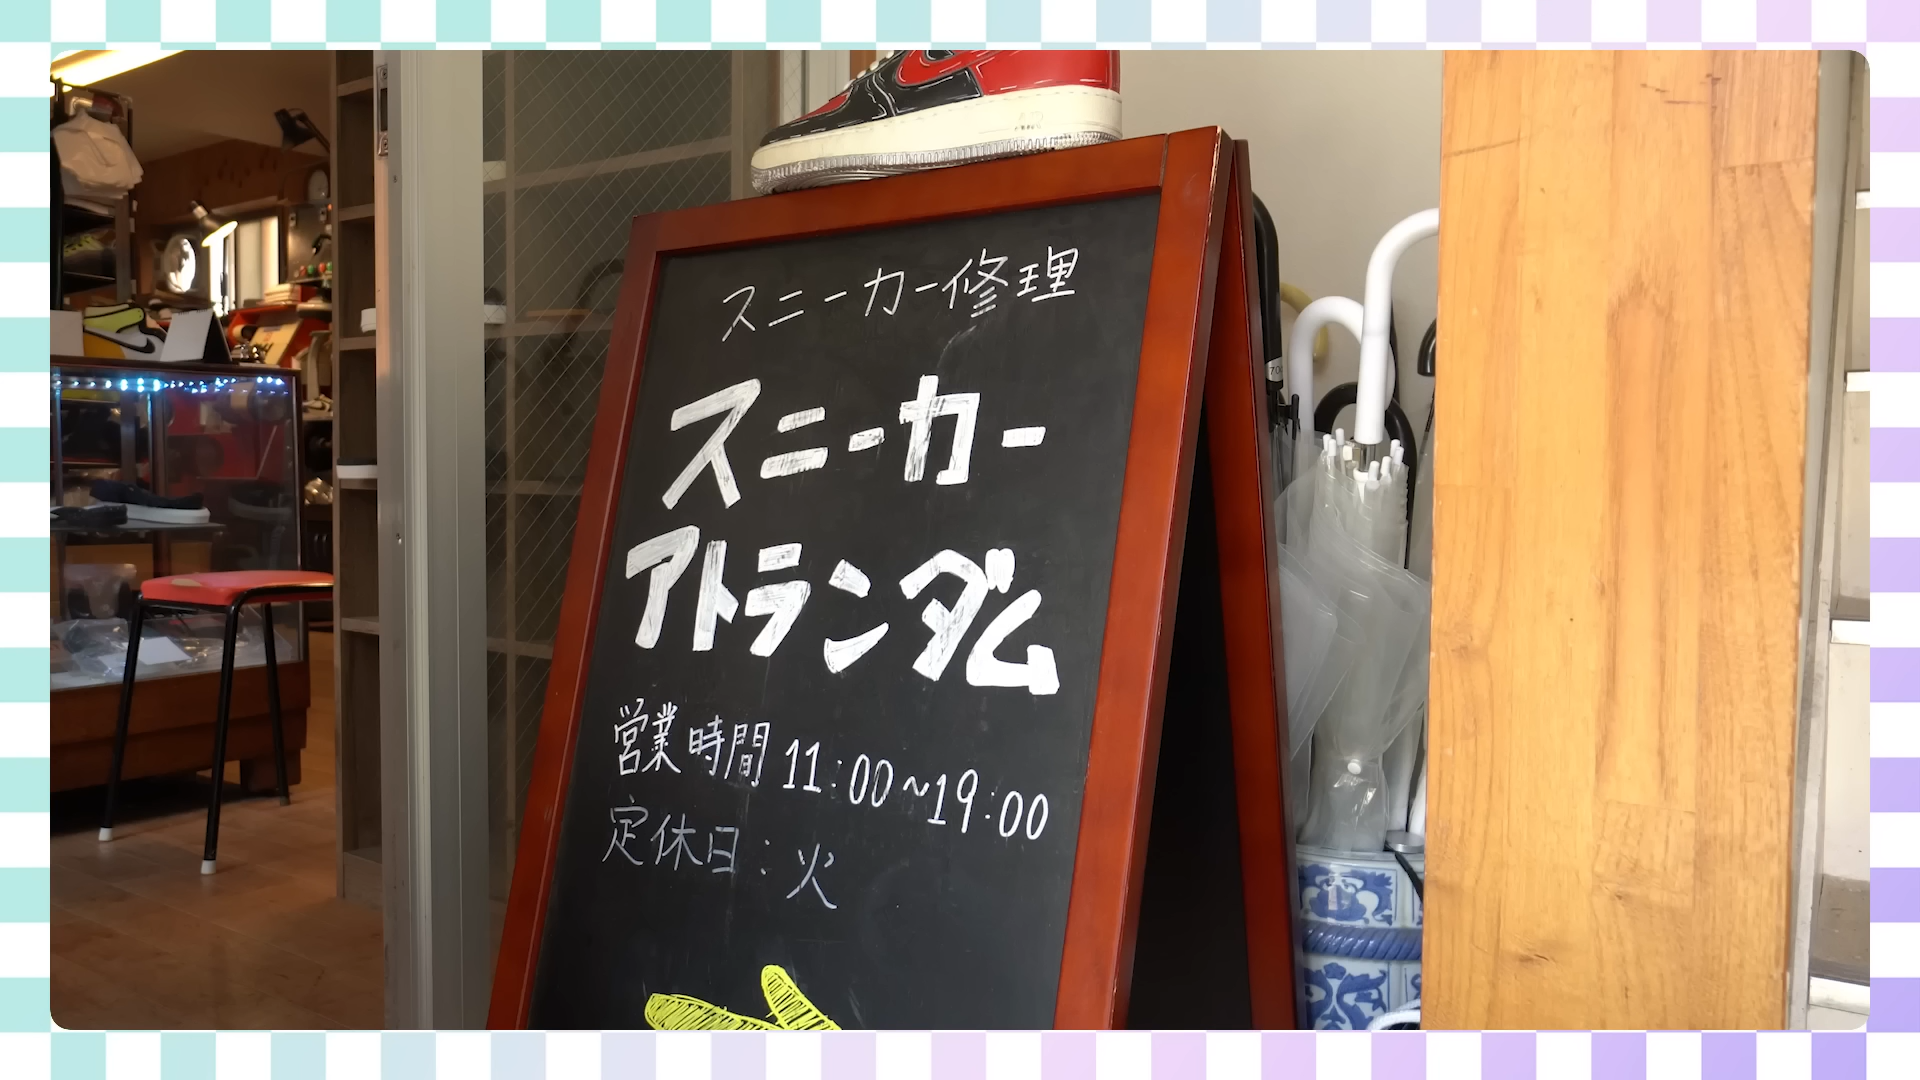 スニーカー修理
スニーカー
アトランダム
営業時間 11:00~19:00
定休日:火